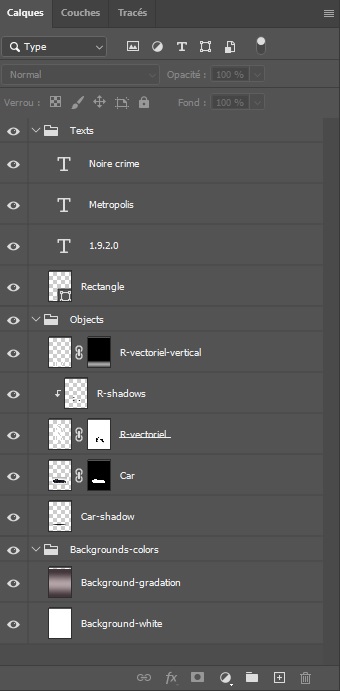 Calques Couches Tracés
Type
Normal Opacité : 100 %
Verrou : Fond : 100 %
Texts
Noire crime
Metropolis
1.9.2.0
Rectangle
Objects
R-vectoriel-vertical
R-shadows
R-vectoriel
Car
Car-shadow
Backgrounds-colors
Background-gradation
Background-white
fx